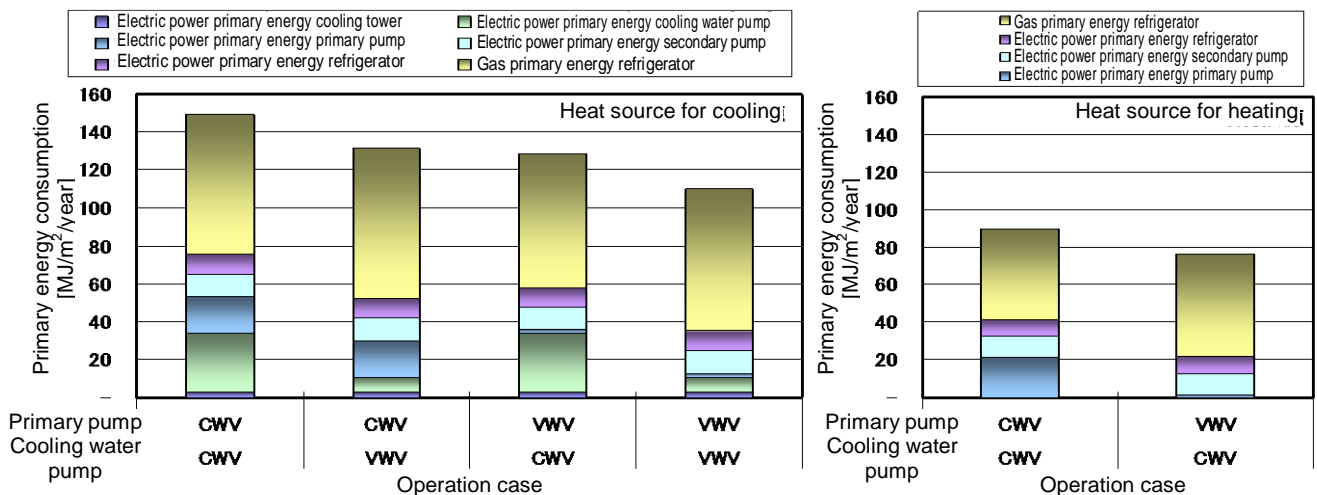 Electric power primary energy cooling tower
Electric power primary energy cooling water pump
Electric power primary energy primary pump
Electric power primary energy secondary pump
Electric power primary energy refrigerator
Gas primary energy refrigerator
Primary energy consumption
[MJ/m²/year]
160
140
120
100
80
60
40
20
–
Heat source for cooling
Primary pump
CWV
CWV
VWV
VWV
Cooling water
pump
CWV
VWV
CWV
VWV
Operation case
Gas primary energy refrigerator
Electric power primary energy refrigerator
Electric power primary energy secondary pump
Electric power primary energy primary pump
Primary energy consumption
[MJ/m²/year]
160
140
120
100
80
60
40
20
–
Heat source for heating
Primary pump
CWV
VWV
Cooling water
pump
CWV
CWV
Operation case